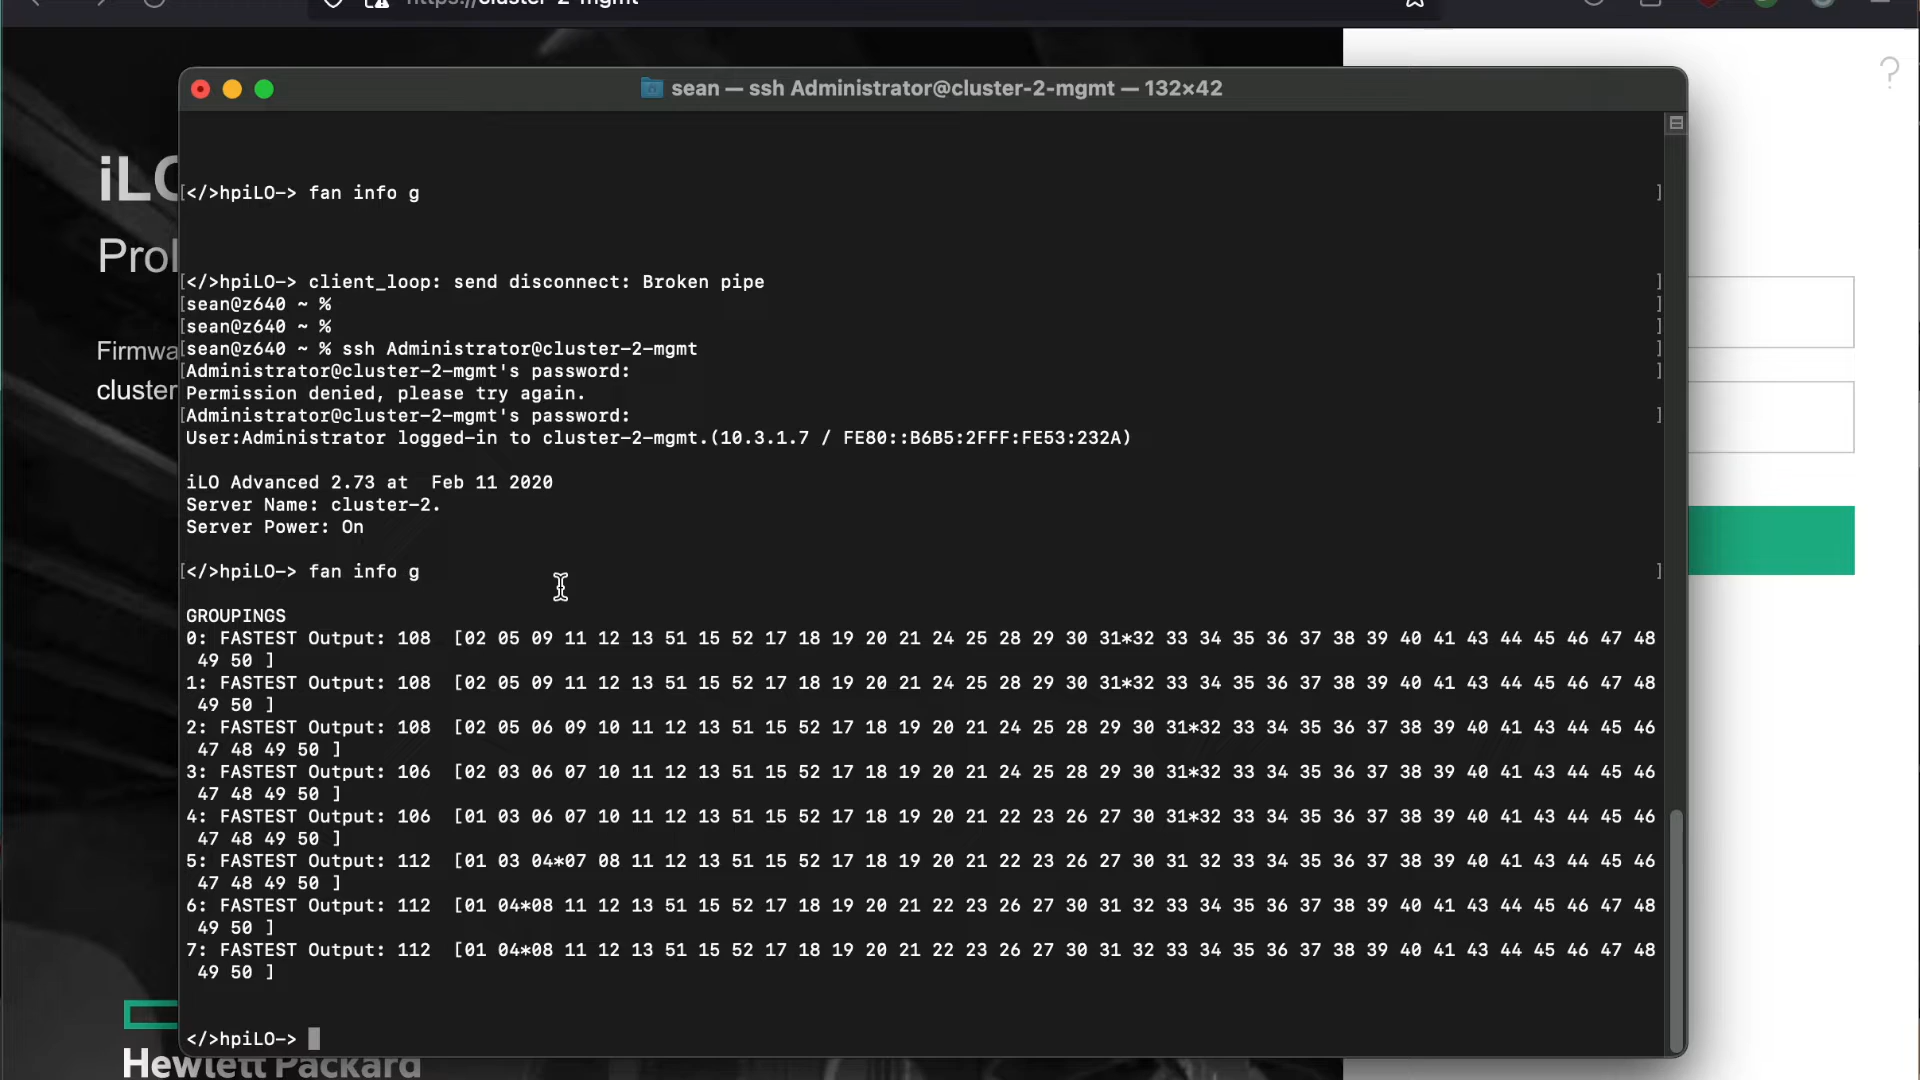 https://cluster-2-mgmt
sean — ssh Administrator@cluster-2-mgmt — 132×42
?
iLO
[</>hpiLO-> fan info g ]
[</>hpiLO-> client_loop: send disconnect: Broken pipe ]
[sean@z640 ~ % ]
[sean@z640 ~ % ]
[sean@z640 ~ % ssh Administrator@cluster-2-mgmt ]
[Administrator@cluster-2-mgmt's password: ]
Permission denied, please try again.
[Administrator@cluster-2-mgmt's password: ]
User:Administrator logged-in to cluster-2-mgmt.(10.3.1.7 / FE80::B6B5:2FFF:FE53:232A)
iLO Advanced 2.73 at  Feb 11 2020
Server Name: cluster-2.
Server Power: On
[</>hpiLO-> fan info g ]
GROUPINGS
0: FASTEST Output: 108  [02 05 09 11 12 13 51 15 52 17 18 19 20 21 24 25 28 29 30 31*32 33 34 35 36 37 38 39 40 41 43 44 45 46 47 48
49 50 ]
1: FASTEST Output: 108  [02 05 09 11 12 13 51 15 52 17 18 19 20 21 24 25 28 29 30 31*32 33 34 35 36 37 38 39 40 41 43 44 45 46 47 48
49 50 ]
2: FASTEST Output: 108  [02 05 06 09 10 11 12 13 51 15 52 17 18 19 20 21 24 25 28 29 30 31*32 33 34 35 36 37 38 39 40 41 43 44 45 46
47 48 49 50 ]
3: FASTEST Output: 106  [02 03 06 07 10 11 12 13 51 15 52 17 18 19 20 21 24 25 28 29 30 31*32 33 34 35 36 37 38 39 40 41 43 44 45 46
47 48 49 50 ]
4: FASTEST Output: 106  [01 03 06 07 10 11 12 13 51 15 52 17 18 19 20 21 22 23 26 27 30 31*32 33 34 35 36 37 38 39 40 41 43 44 45 46
47 48 49 50 ]
5: FASTEST Output: 112  [01 03 04*07 08 11 12 13 51 15 52 17 18 19 20 21 22 23 26 27 30 31 32 33 34 35 36 37 38 39 40 41 43 44 45 46
47 48 49 50 ]
6: FASTEST Output: 112  [01 04*08 11 12 13 51 15 52 17 18 19 20 21 22 23 26 27 30 31 32 33 34 35 36 37 38 39 40 41 43 44 45 46 47 48
49 50 ]
7: FASTEST Output: 112  [01 04*08 11 12 13 51 15 52 17 18 19 20 21 22 23 26 27 30 31 32 33 34 35 36 37 38 39 40 41 43 44 45 46 47 48
49 50 ]
</>hpiLO->
Hewlett Packard